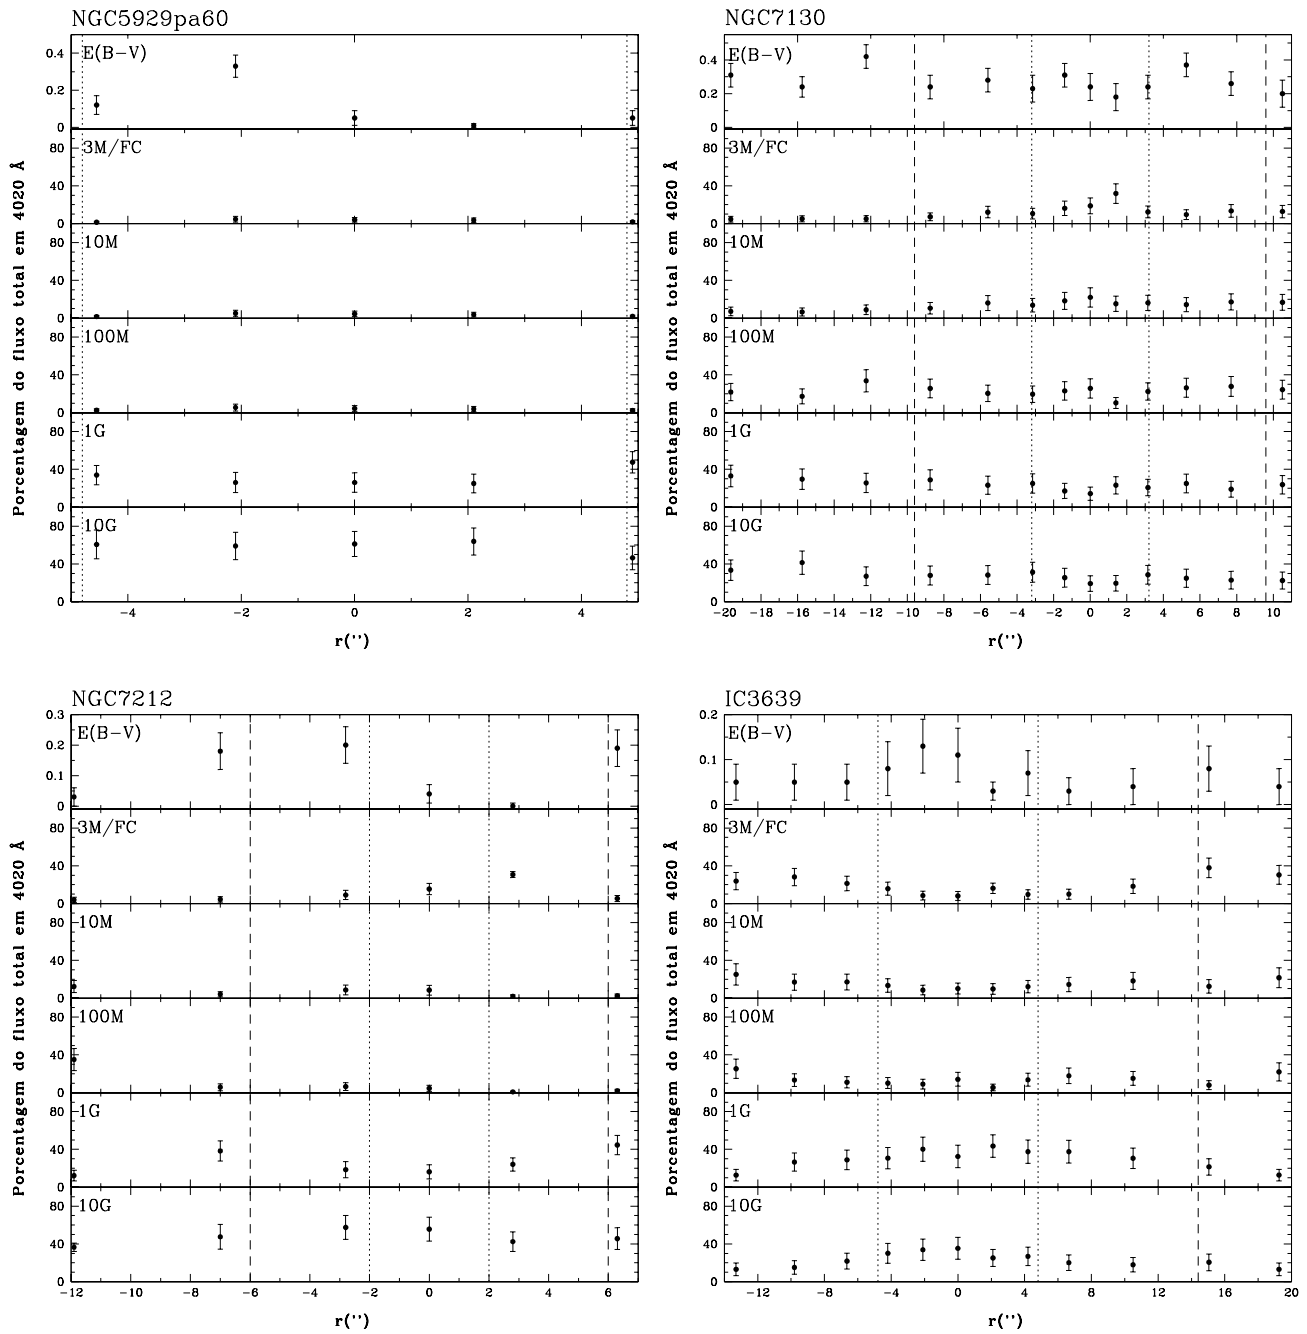 NGC5929pa60
E(B-V)
0.4
0.2
0
3M/FC
80
40
0
10M
80
40
0
100M
80
40
0
1G
80
40
0
10G
80
40
0
-4 -2 0 2 4
r('')
Porcentagem do fluxo total em 4020 Å
NGC7130
E(B-V)
0.4
0.2
0
3M/FC
80
40
0
10M
80
40
0
100M
80
40
0
1G
80
40
0
10G
80
40
0
-20 -18 -16 -14 -12 -10 -8 -6 -4 -2 0 2 4 6 8 10
r('')
Porcentagem do fluxo total em 4020 Å
NGC7212
E(B-V)
0.3
0.2
0.1
0
3M/FC
80
40
0
10M
80
40
0
100M
80
40
0
1G
80
40
0
10G
80
40
0
-12 -10 -8 -6 -4 -2 0 2 4 6
r('')
Porcentagem do fluxo total em 4020 Å
IC3639
E(B-V)
0.2
0.1
0
3M/FC
80
40
0
10M
80
40
0
100M
80
40
0
1G
80
40
0
10G
80
40
0
-12 -8 -4 0 4 8 12 16 20
r('')
Porcentagem do fluxo total em 4020 Å